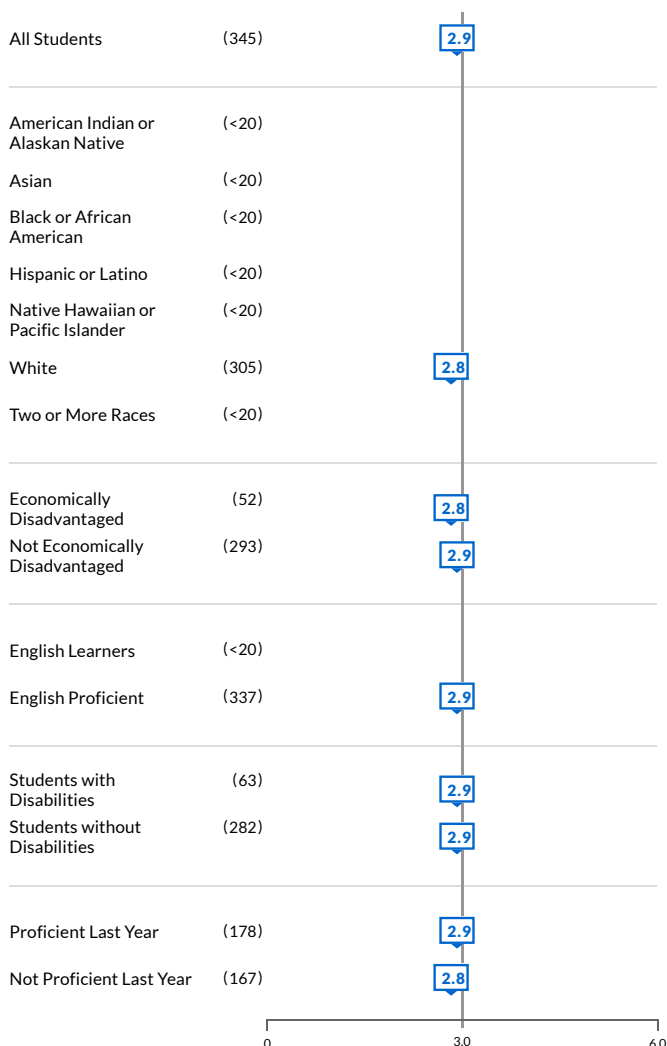 All Students (345) 2.9
American Indian or (<20)
Alaskan Native
Asian (<20)
Black or African (<20)
American
Hispanic or Latino (<20)
Native Hawaiian or (<20)
Pacific Islander
White (305) 2.8
Two or More Races (<20)
Economically (52) 2.8
Disadvantaged
Not Economically (293) 2.9
Disadvantaged
English Learners (<20)
English Proficient (337) 2.9
Students with (63) 2.9
Disabilities
Students without (282) 2.9
Disabilities
Proficient Last Year (178) 2.9
Not Proficient Last Year (167) 2.8
0 3.0 6.0